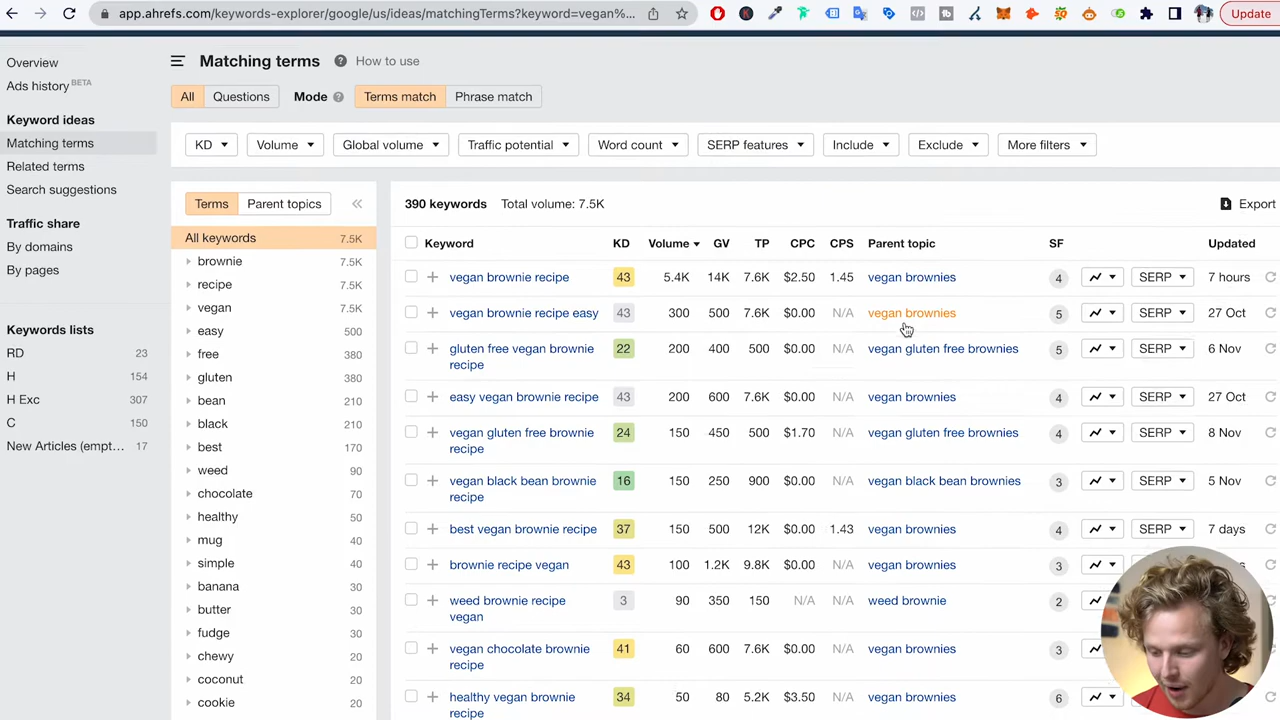 app.ahrefs.com/keywords-explorer/google/us/ideas/matchingTerms?keyword=vegan%...
Update
Overview
Ads history BETA
Keyword ideas
Matching terms
Related terms
Search suggestions
Traffic share
By domains
By pages
Keywords lists
RD 23
H 154
H Exc 307
C 150
New Articles (empt... 17
Matching terms ? How to use
All Questions Mode ? Terms match Phrase match
KD Volume Global volume Traffic potential Word count SERP features Include Exclude More filters
Terms Parent topics «
All keywords 7.5K
brownie 7.5K
recipe 7.5K
vegan 7.5K
easy 500
free 380
gluten 380
bean 210
black 210
best 170
weed 90
chocolate 70
healthy 50
mug 40
simple 40
banana 30
butter 30
fudge 30
chewy 20
coconut 20
cookie 20
390 keywords Total volume: 7.5K Export
Keyword KD Volume GV TP CPC CPS Parent topic SF Updated
vegan brownie recipe 43 5.4K 14K 7.6K $2.50 1.45 vegan brownies 4 SERP 7 hours
vegan brownie recipe easy 43 300 500 7.6K $0.00 N/A vegan brownies 5 SERP 27 Oct
gluten free vegan brownie 22 200 400 500 $0.00 N/A vegan gluten free brownies 5 SERP 6 Nov
recipe
easy vegan brownie recipe 43 200 600 7.6K $0.00 N/A vegan brownies 4 SERP 27 Oct
vegan gluten free brownie 24 150 450 500 $1.70 N/A vegan gluten free brownies 4 SERP 8 Nov
recipe
vegan black bean brownie 16 150 250 900 $0.00 N/A vegan black bean brownies 3 SERP 5 Nov
recipe
best vegan brownie recipe 37 150 500 12K $0.00 1.43 vegan brownies 4 SERP 7 days
brownie recipe vegan 43 100 1.2K 9.8K $0.00 N/A vegan brownies 3
weed brownie recipe 3 90 350 150 N/A N/A weed brownie 2
vegan
vegan chocolate brownie 41 60 600 7.6K $0.00 N/A vegan brownies 3
recipe
healthy vegan brownie 34 50 80 5.2K $3.50 N/A vegan brownies 6
recipe